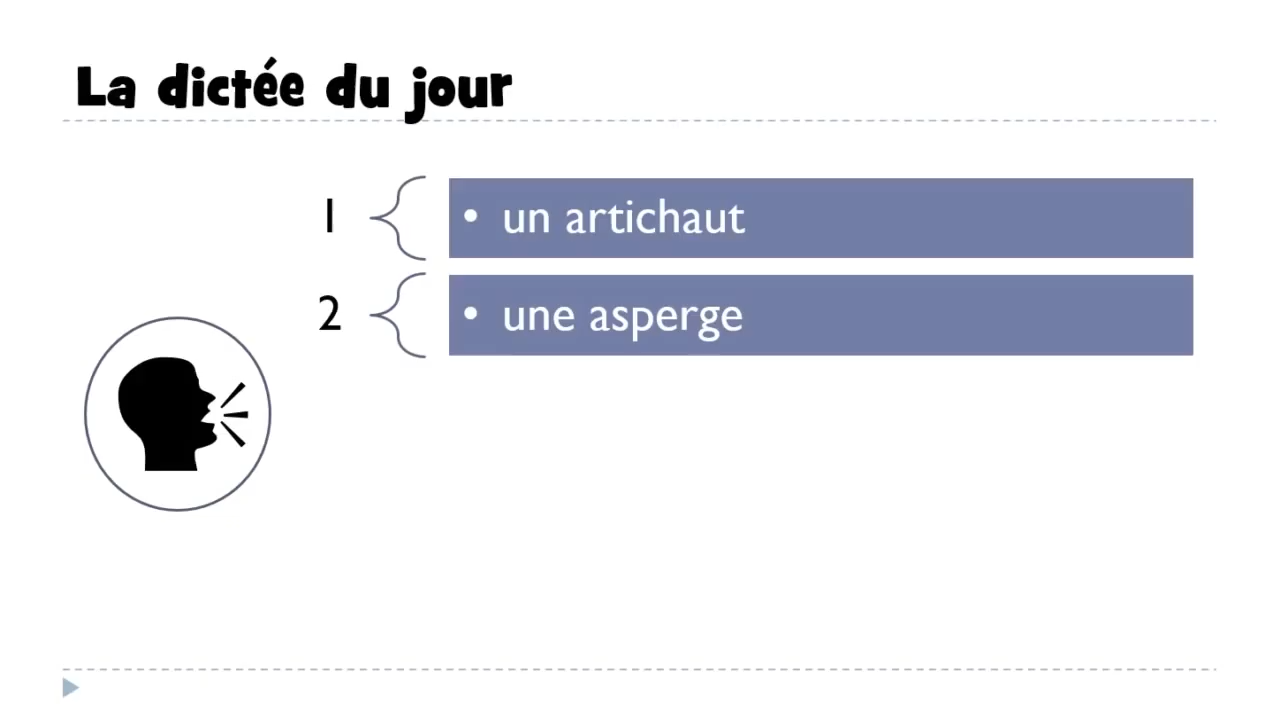 La dictée du jour
1
• un artichaut
2
• une asperge